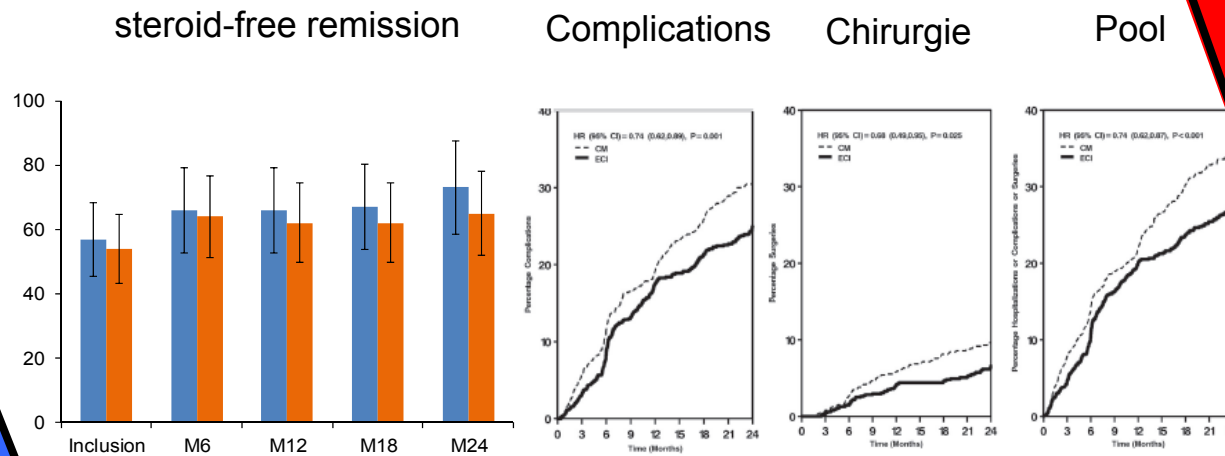 steroid-free remission
Complications
Chirurgie
Pool
100
80
60
40
20
0
Inclusion M6 M12 M18 M24
40
30
20
10
0
HR (95% CI) = 0.74 (0.62,0.89), P = 0.001
CM
ECI
Percentage Complications
0 3 6 9 12 15 18 21 24
Time (Months)
40
30
20
10
0
HR (95% CI) = 0.68 (0.49,0.95), P = 0.025
CM
ECI
Percentage Surgeries
0 3 6 9 12 15 18 21 24
Time (Months)
40
30
20
10
0
HR (95% CI) = 0.74 (0.62,0.87), P < 0.001
CM
ECI
Percentage Hospitalizations or Complications or Surgeries
0 3 6 9 12 15 18 21
Time (Months)